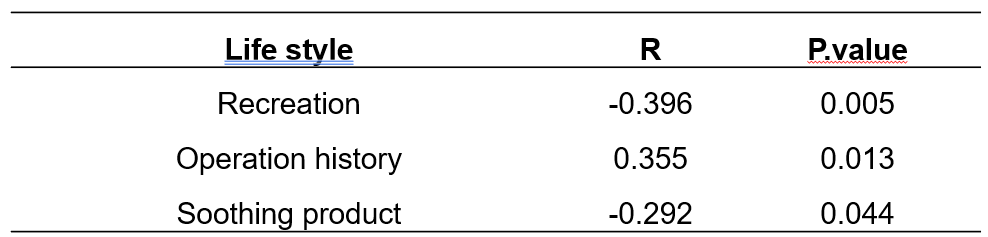 Life style R P.value
Recreation -0.396 0.005
Operation history 0.355 0.013
Soothing product -0.292 0.044